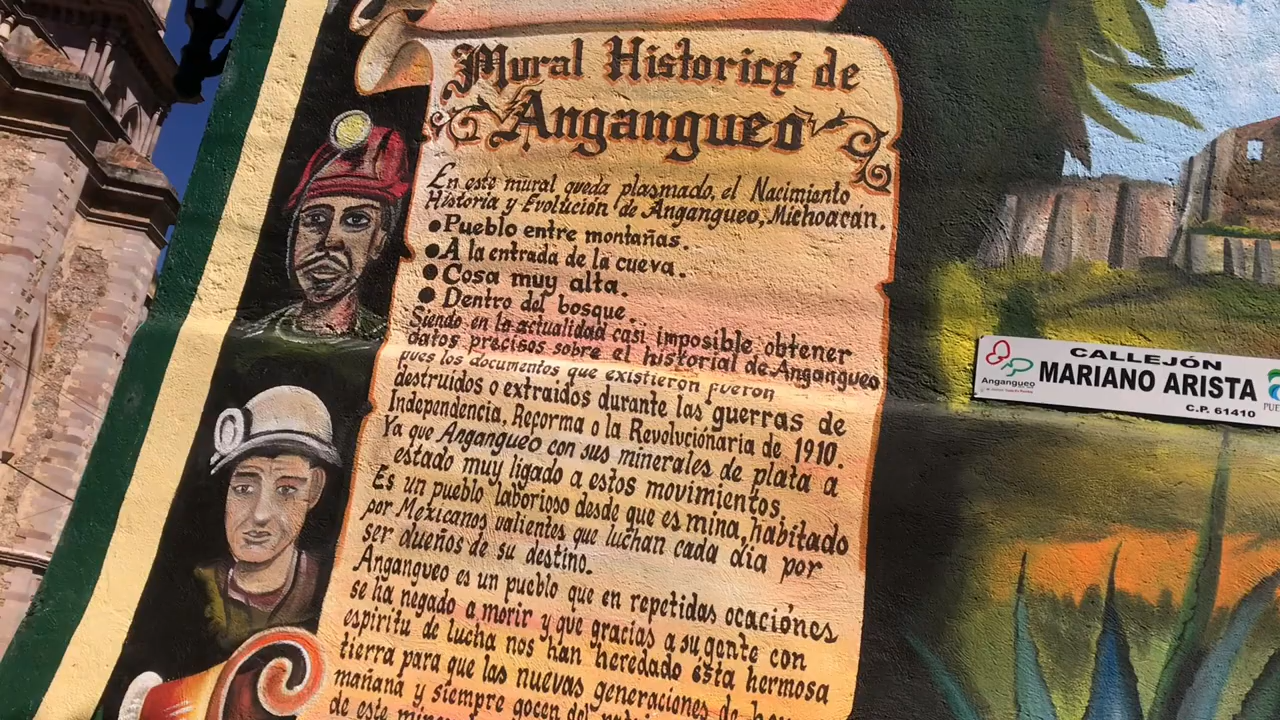 Mural Historico de
Angangueo
En este mural queda plasmado, el Nacimiento
Historia y Evolución de Angangueo, Michoacán.
•Pueblo entre montañas.
•A la entrada de la cueva.
•Cosa muy alta.
•Dentro del bosque.
Siendo en la actualidad casi imposible obtener
datos precisos sobre el historial de Angangueo
pues los documentos que existieron fueron
destruidos o extraidos durante las guerras de
Independencia, Reforma o la Revolucionaria de 1910.
Ya que Angangueo con sus minerales de plata a
estado muy ligado a estos movimientos.
Es un pueblo laborioso desde que es mina, habitado
por Mexicanos valientes que luchan cada dia por
ser dueños de su destino.
Angangueo es un pueblo que en repetidas ocaciónes
se ha negado a morir y que gracias a su gente con
espiritu de lucha nos han heredado esta hermosa
tierra para que las nuevas generaciones de
mañana y siempre gocen del
de este
CALLEJÓN
MARIANO ARISTA
C.P. 61410
Angangueo